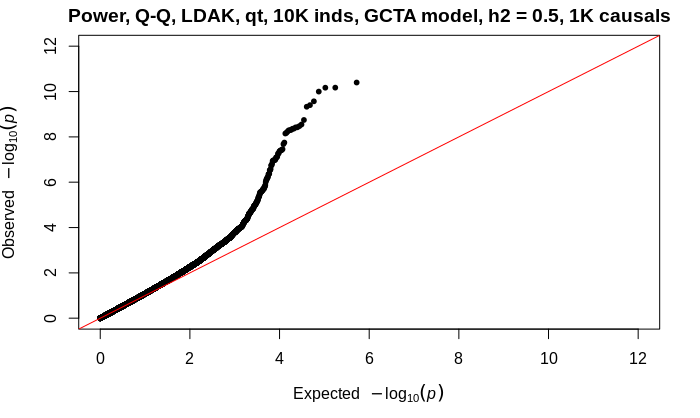 Power, Q-Q, LDAK, qt, 10K inds, GCTA model, h2 = 0.5, 1K causals
Observed −log10(p)
12
10
8
6
4
2
0
0 2 4 6 8 10 12
Expected −log10(p)